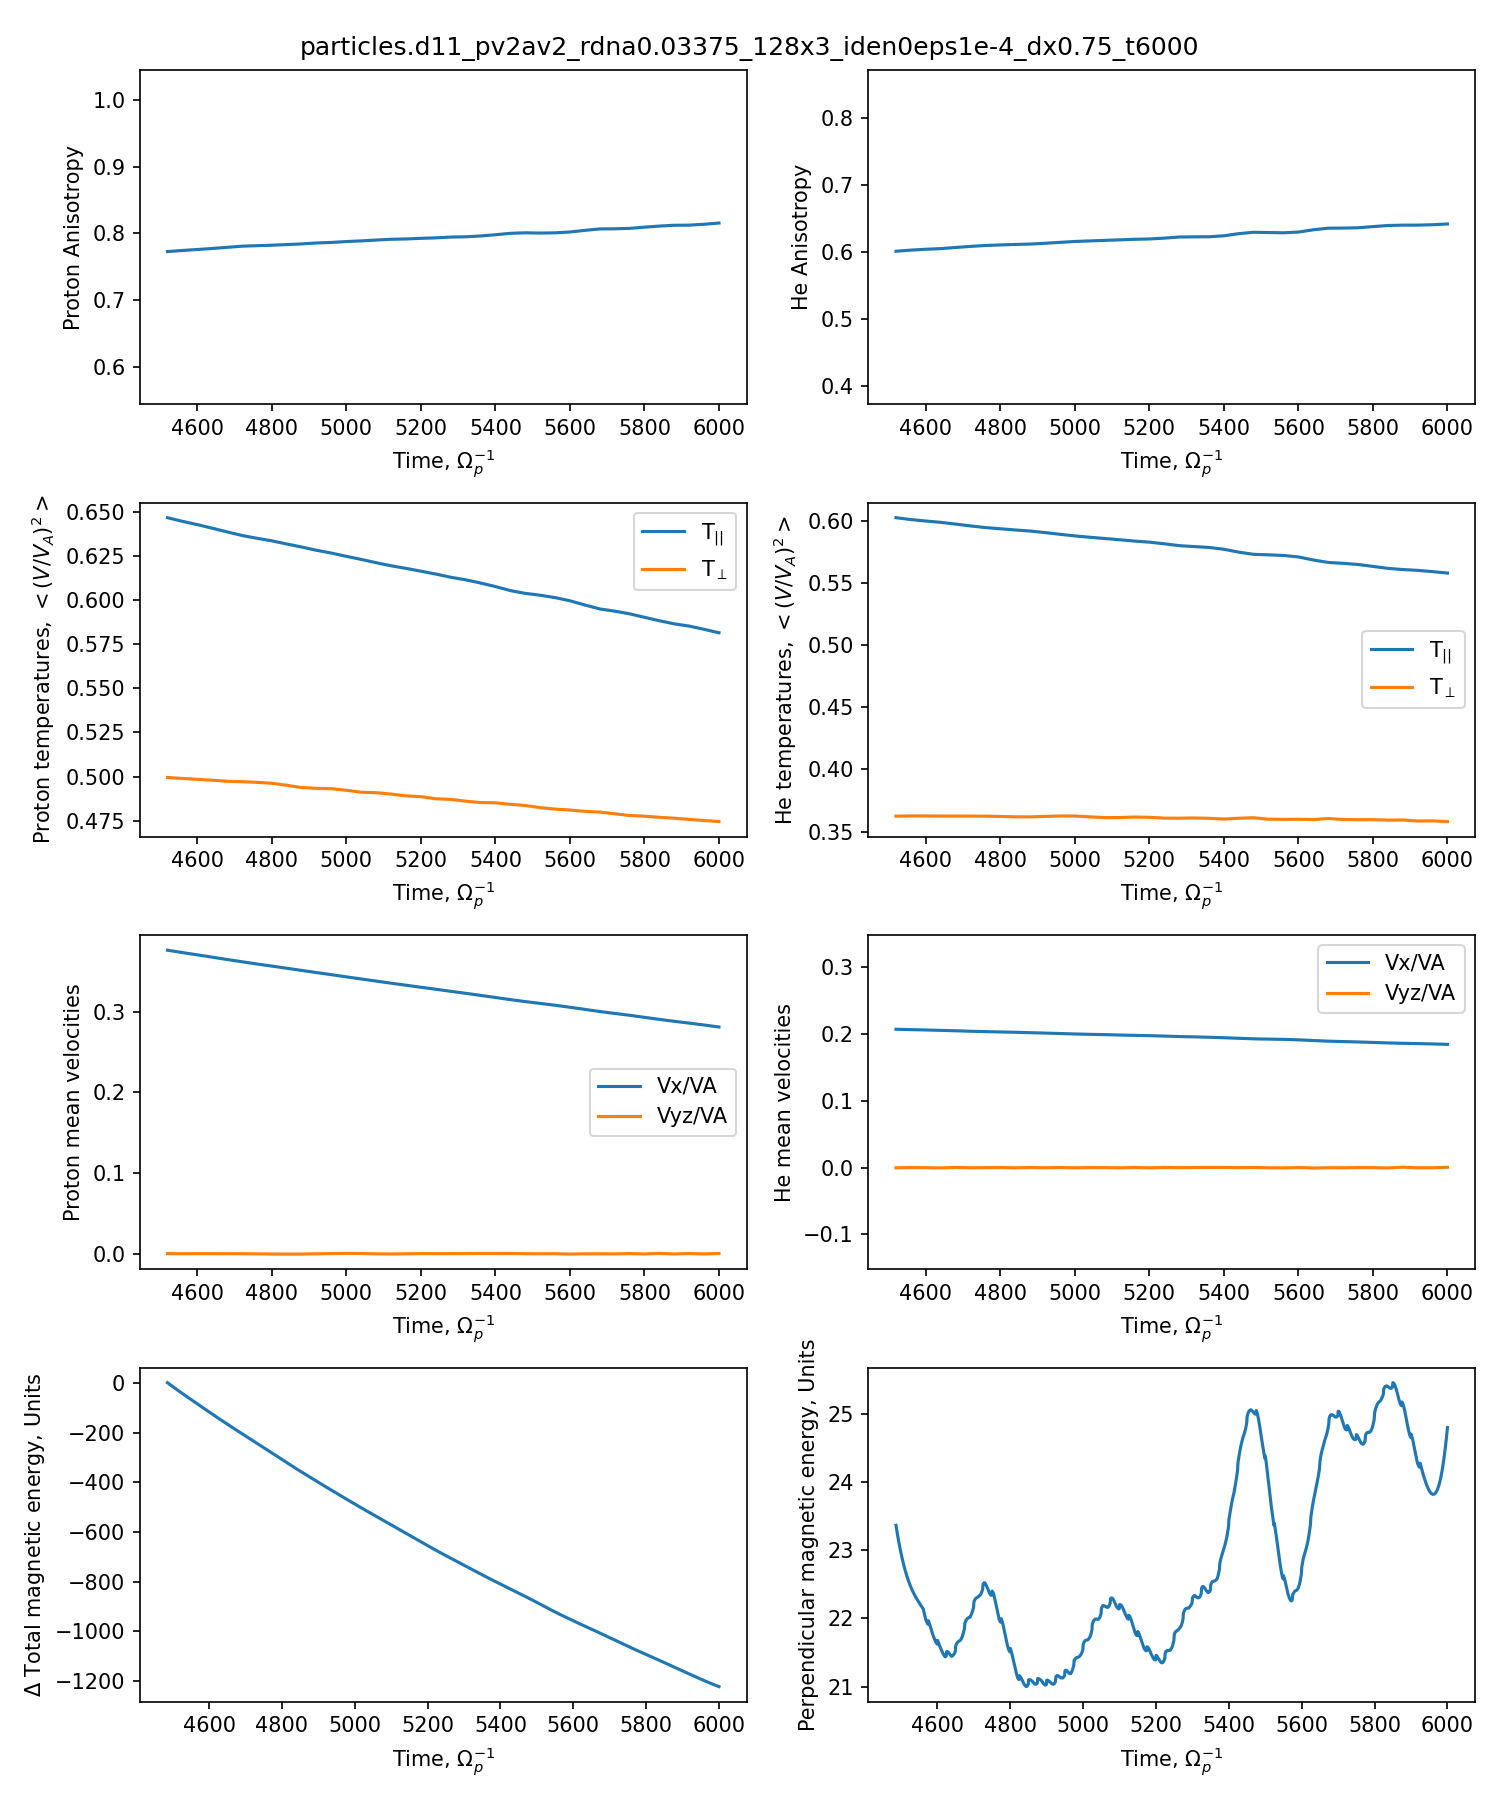 particles.d11_pv2av2_rdna0.03375_128x3_iden0eps1e-4_dx0.75_t6000
Proton Anisotropy
1.0
0.9
0.8
0.7
0.6
4600 4800 5000 5200 5400 5600 5800 6000
Time, Ω_p^{-1}
He Anisotropy
0.8
0.7
0.6
0.5
0.4
4600 4800 5000 5200 5400 5600 5800 6000
Time, Ω_p^{-1}
Proton temperatures, < (V/V_A)^2 >
0.650
0.625
0.600
0.575
0.550
0.525
0.500
0.475
T_||
T_⊥
4600 4800 5000 5200 5400 5600 5800 6000
Time, Ω_p^{-1}
He temperatures, < (V/V_A)^2 >
0.60
0.55
0.50
0.45
0.40
0.35
T_||
T_⊥
4600 4800 5000 5200 5400 5600 5800 6000
Time, Ω_p^{-1}
Proton mean velocities
0.3
0.2
0.1
0.0
Vx/VA
Vyz/VA
4600 4800 5000 5200 5400 5600 5800 6000
Time, Ω_p^{-1}
He mean velocities
0.3
0.2
0.1
0.0
−0.1
Vx/VA
Vyz/VA
4600 4800 5000 5200 5400 5600 5800 6000
Time, Ω_p^{-1}
Δ Total magnetic energy, Units
0
−200
−400
−600
−800
−1000
−1200
4600 4800 5000 5200 5400 5600 5800 6000
Time, Ω_p^{-1}
Perpendicular magnetic energy, Units
25
24
23
22
21
4600 4800 5000 5200 5400 5600 5800 6000
Time, Ω_p^{-1}